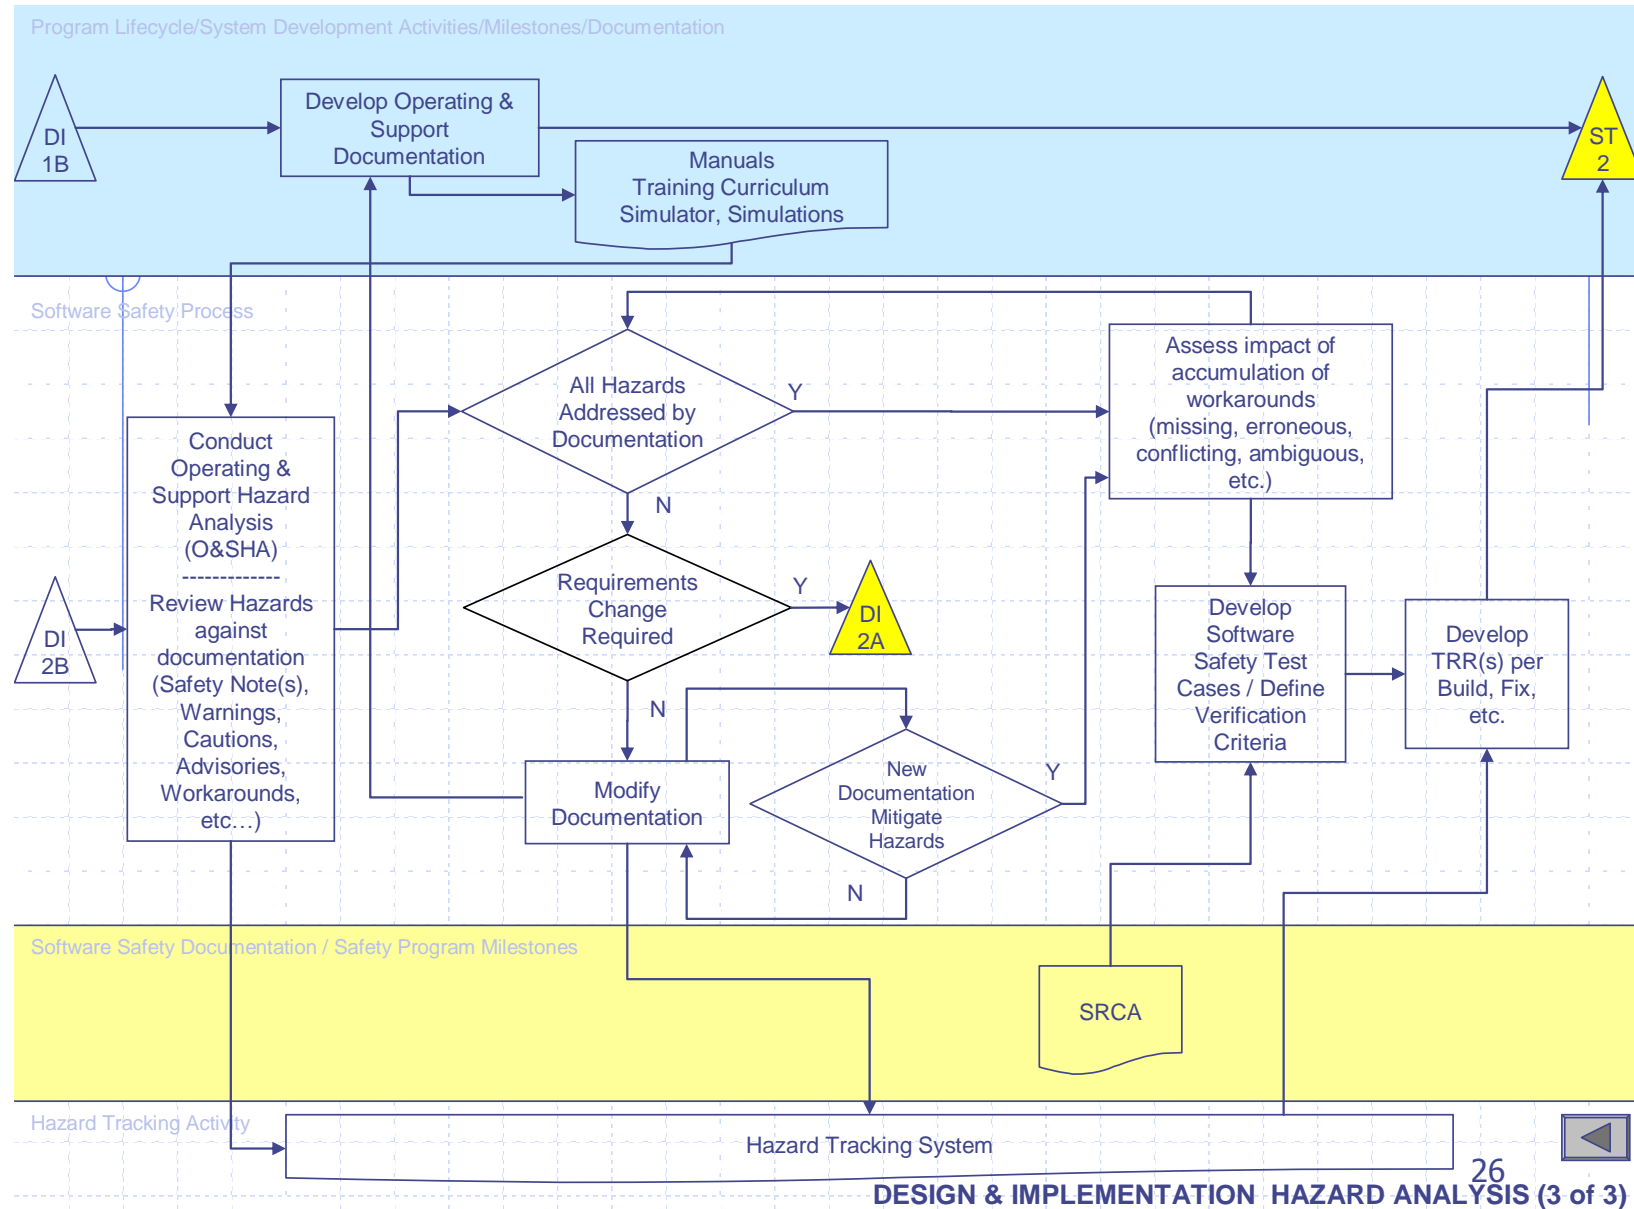 Program Lifecycle/System Development Activities/Milestones/Documentation
DI
1B
Develop Operating &
Support
Documentation
ST
2
Manuals
Training Curriculum
Simulator, Simulations
Software Safety Process
All Hazards
Addressed by
Documentation
Y
N
Assess impact of
accumulation of
workarounds
(missing, erroneous,
conflicting, ambiguous,
etc.)
Conduct
Operating &
Support Hazard
Analysis
(O&SHA)
-------------
Review Hazards
against
documentation
(Safety Note(s),
Warnings,
Cautions,
Advisories,
Workarounds,
etc…)
DI
2B
Requirements
Change
Required
Y
N
DI
2A
Develop
Software
Safety Test
Cases / Define
Verification
Criteria
Develop
TRR(s) per
Build, Fix,
etc.
Modify
Documentation
New
Documentation
Mitigate
Hazards
Y
N
Software Safety Documentation / Safety Program Milestones
SRCA
Hazard Tracking Activity
Hazard Tracking System
26
DESIGN & IMPLEMENTATION HAZARD ANALYSIS (3 of 3)